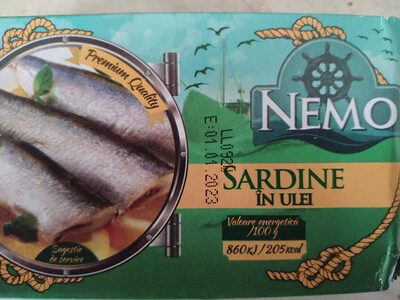 Premium Quality
NEMO
E:01.01.2023
SARDINE
ÎN ULEI
Valoare energetică
/100 g
860KJ / 205kcal
Sugestie
de servire